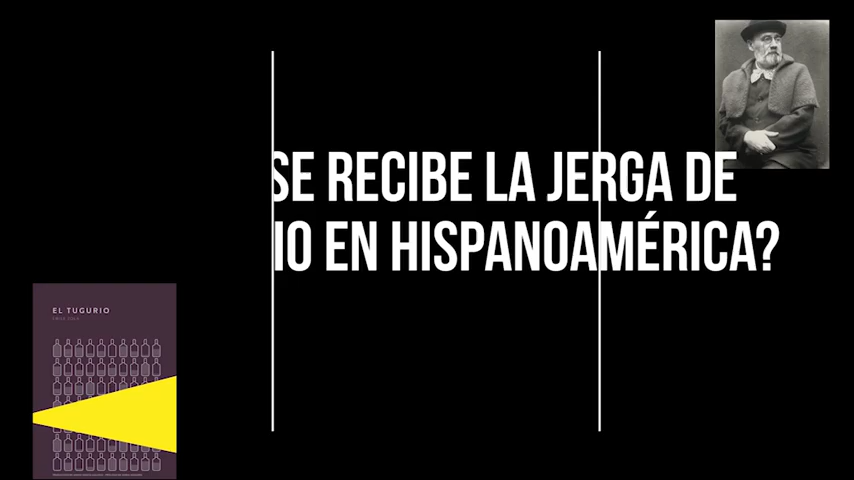 SE RECIBE LA JERGA DE
IO EN HISPANOAMÉRICA?
EL TUGURIO